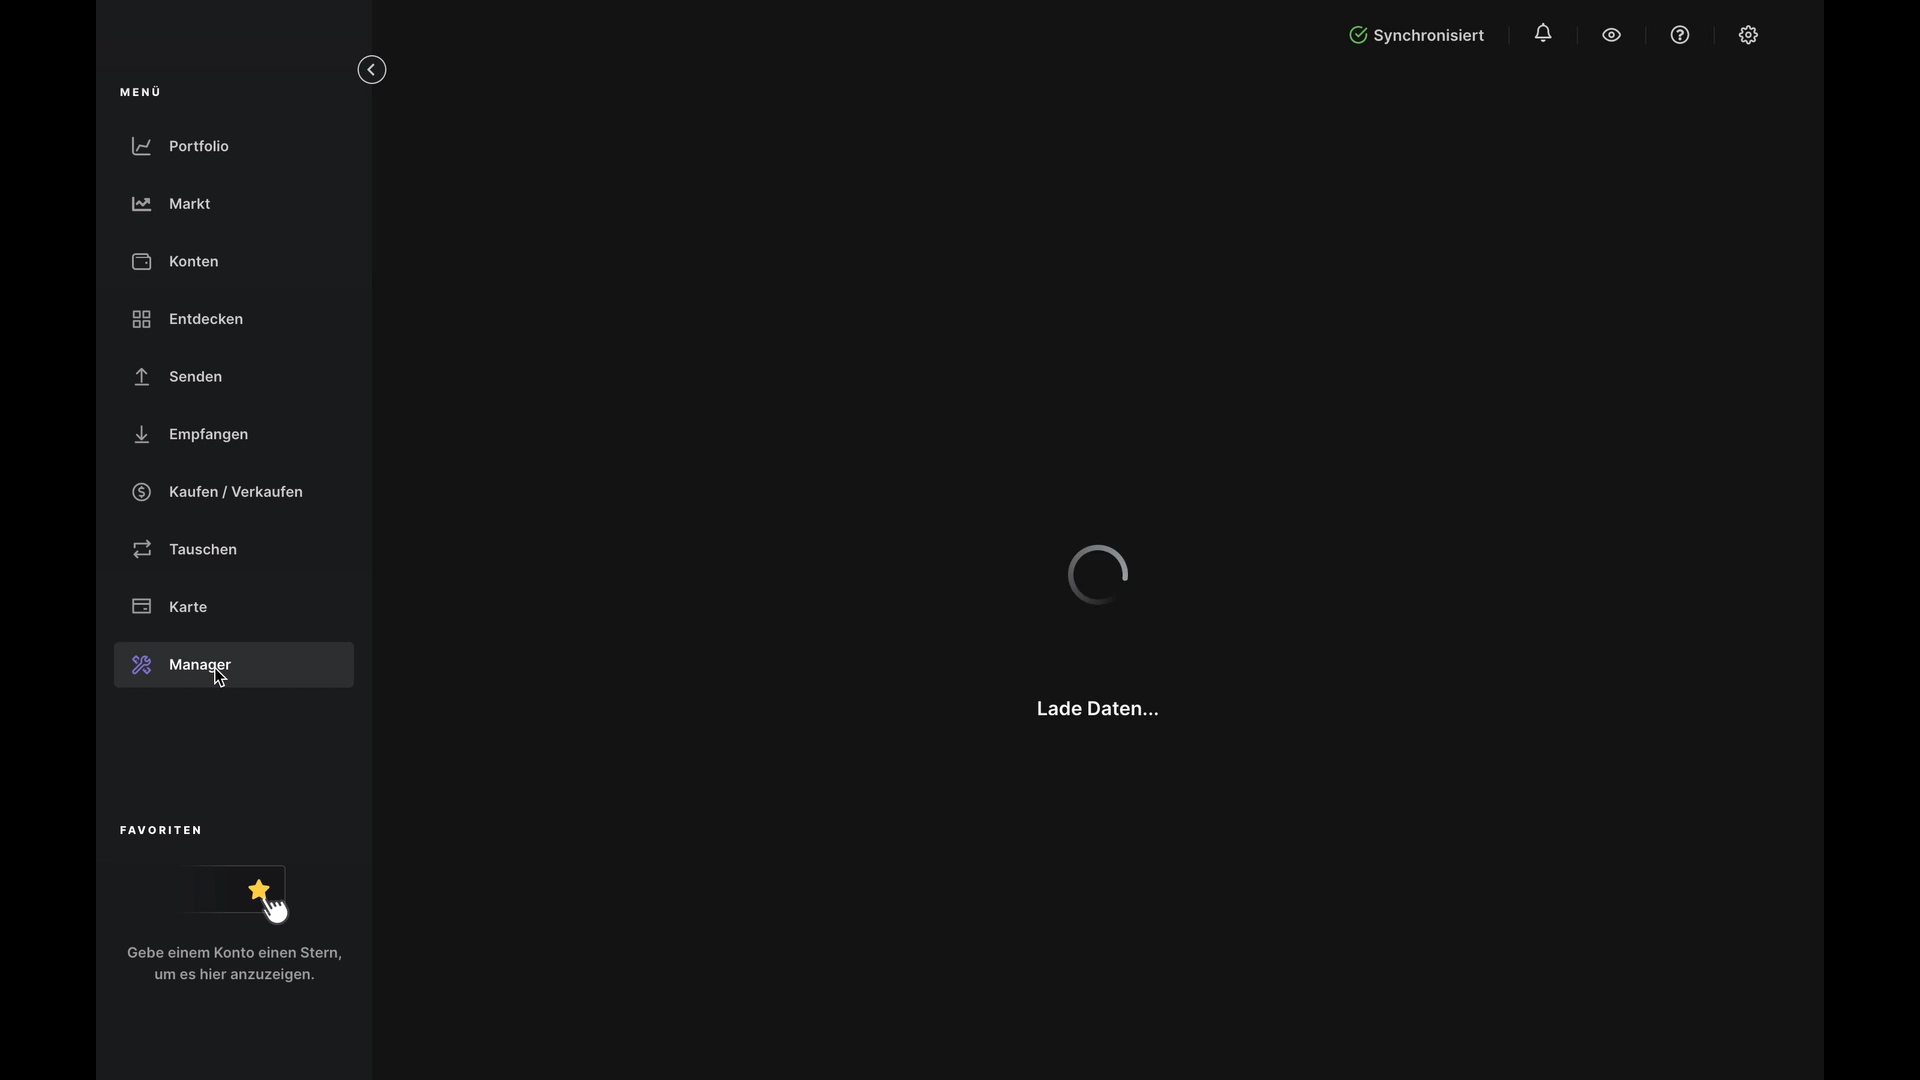 Synchronisiert
MENÜ
Portfolio
Markt
Konten
Entdecken
Senden
Empfangen
Kaufen / Verkaufen
Tauschen
Karte
Manager
Lade Daten...
FAVORITEN
Gebe einem Konto einen Stern,
um es hier anzuzeigen.